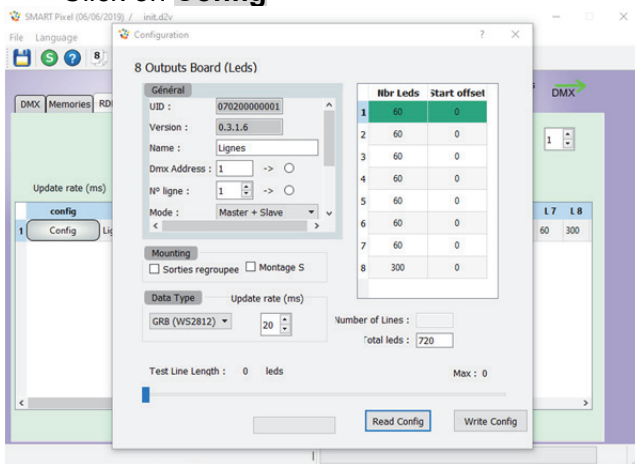 Click on Config
SMART Pixel (06/06/2019) / init.d2v
File Language
S ? 8
DMX Memories RD
DMX
1
Update rate (ms)
config L 7 L 8
1 Config Lig 60 300
Configuration ? ×
8 Outputs Board (Leds)
Général
UID : 070200000001
Version : 0.3.1.6
Name : Lignes
Dmx Address : 1 ->
N° ligne : 1 ->
Mode : Master + Slave
Mounting
Sorties regroupee Montage S
Data Type Update rate (ms)
GRB (WS2812) 20
Nbr Leds Start offset
1 60 0
2 60 0
3 60 0
4 60 0
5 60 0
6 60 0
7 60 0
8 300 0
Number of Lines :
Total leds : 720
Test Line Length : 0 leds Max : 0
Read Config Write Config